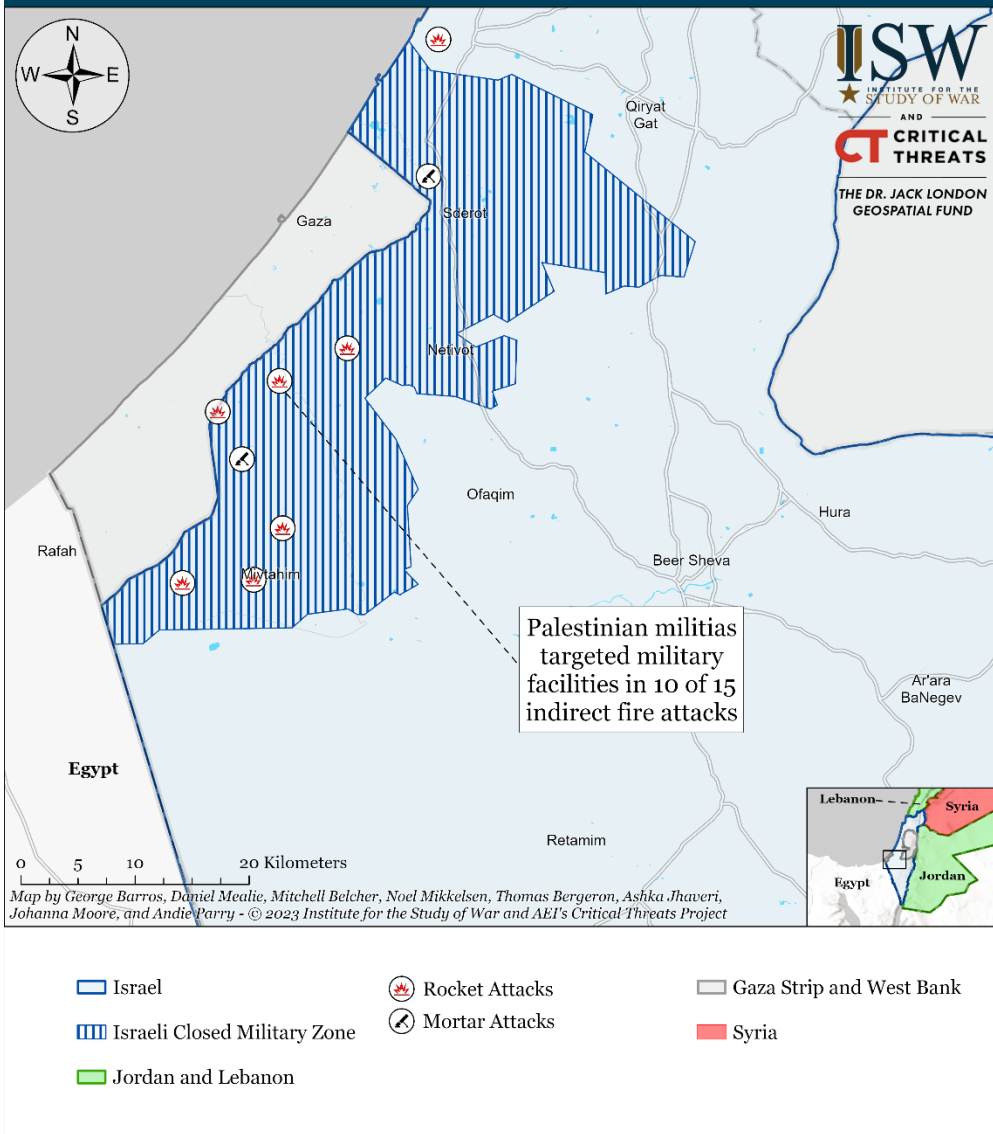 N
W
E
S
ISW
INSTITUTE FOR THE
STUDY OF WAR
AND
CT CRITICAL
THREATS
THE DR. JACK LONDON
GEOSPATIAL FUND
Qiryat
Gat
Sderot
Gaza
Netivot
Ofaqim
Hura
Rafah
Beer Sheva
Mivtahim
Palestinian militias
targeted military
facilities in 10 of 15
indirect fire attacks
Ar'ara
BaNegev
Egypt
Retamim
Lebanon
Syria
Egypt
Jordan
0 5 10 20 Kilometers
Map by George Barros, Daniel Mealie, Mitchell Belcher, Noel Mikkelsen, Thomas Bergeron, Ashka Jhaveri,
Johanna Moore, and Andie Parry - © 2023 Institute for the Study of War and AEI's Critical Threats Project
Israel
Rocket Attacks
Gaza Strip and West Bank
Israeli Closed Military Zone
Mortar Attacks
Syria
Jordan and Lebanon